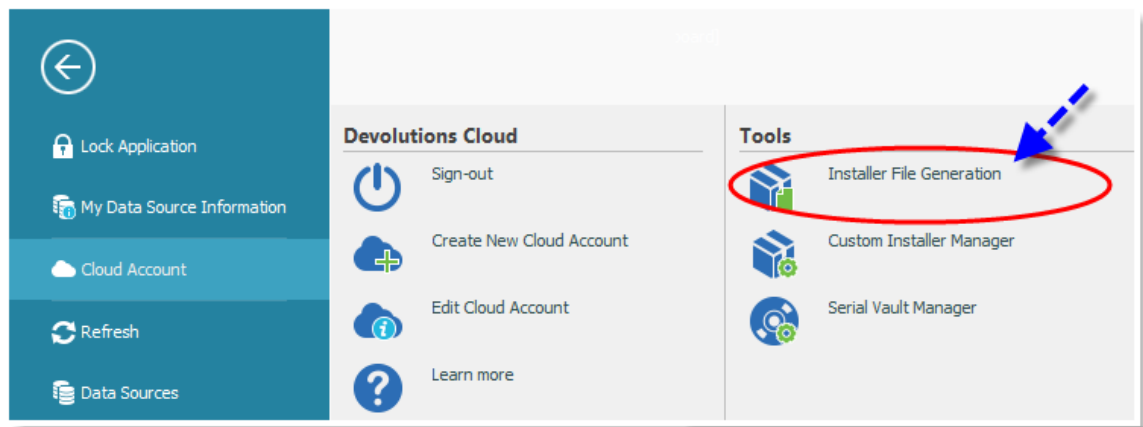 Lock Application
My Data Source Information
Cloud Account
Refresh
Data Sources
Devolutions Cloud
Sign-out
Create New Cloud Account
Edit Cloud Account
Learn more
Tools
Installer File Generation
Custom Installer Manager
Serial Vault Manager